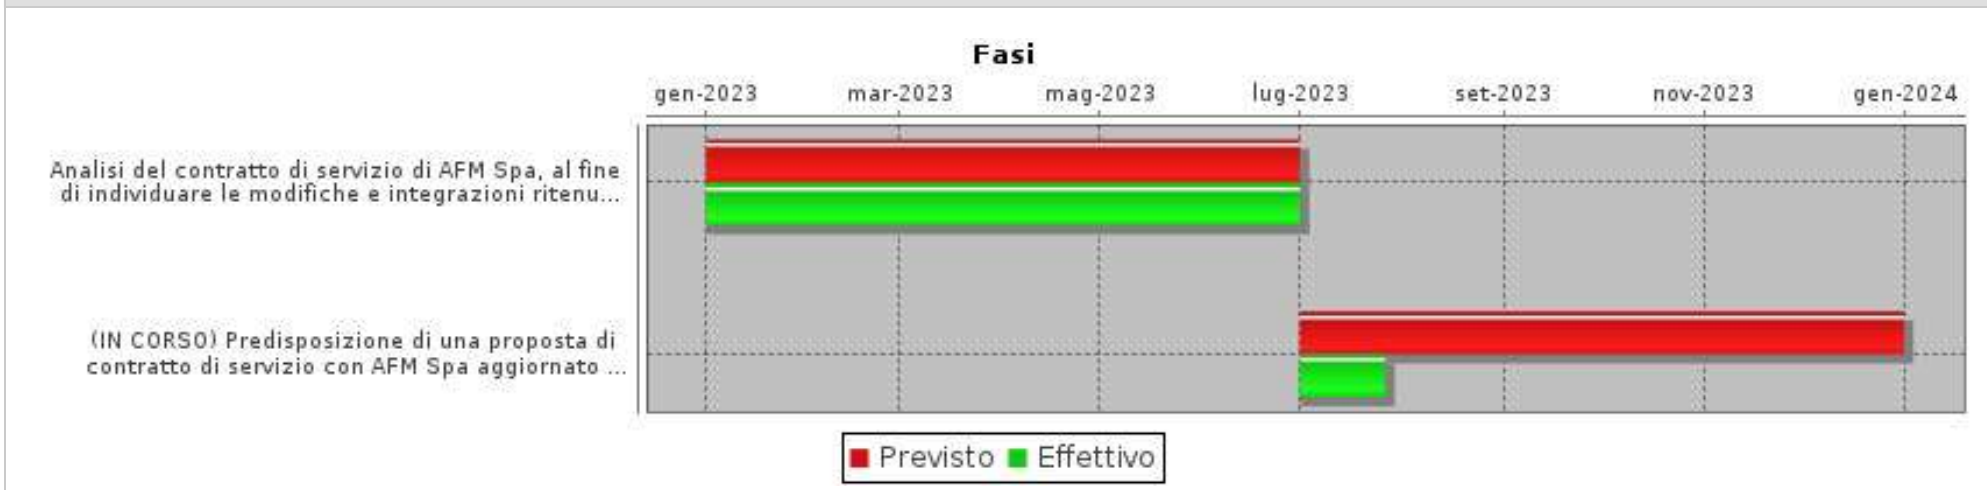 Fasi
gen-2023 mar-2023 mag-2023 lug-2023 set-2023 nov-2023 gen-2024
Analisi del contratto di servizio di AFM Spa, al fine
di individuare le modifiche e integrazioni ritenu...
(IN CORSO) Predisposizione di una proposta di
contratto di servizio con AFM Spa aggiornato ...
Previsto Effettivo